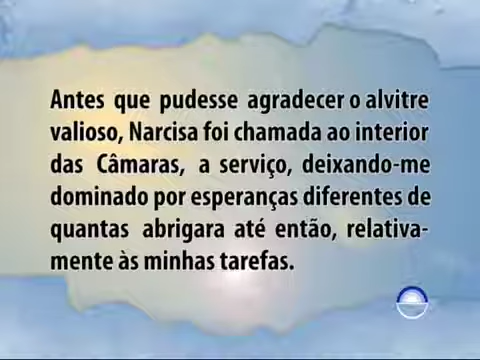 Antes que pudesse agradecer o alvitre
valioso, Narcisa foi chamada ao interior
das Câmaras, a serviço, deixando-me
dominado por esperanças diferentes de
quantas abrigara até então, relativa-
mente às minhas tarefas.